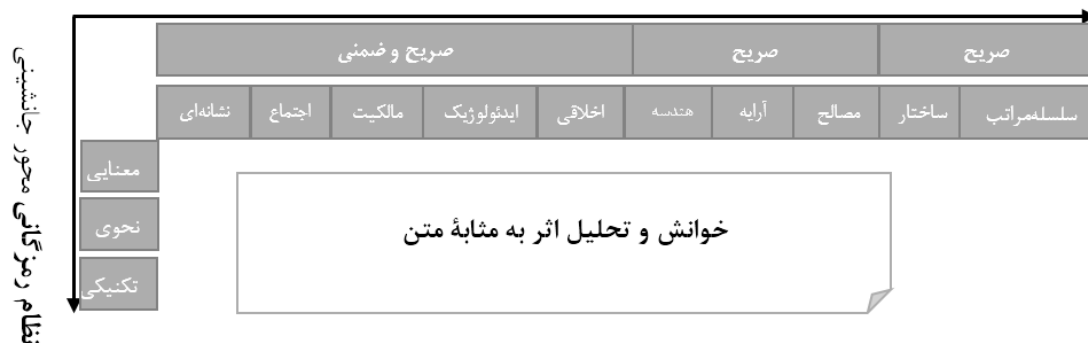 صریح صریح صریح و ضمنی
سلسله‌مراتب ساختار مصالح آرایه هندسه اخلاقی ایدئولوژیک مالکیت اجتماع نشانه‌ای
معنایی
نحوی
تکنیکی
خوانش و تحلیل اثر به مثابهٔ متن
نظام رمزگانی محور جانشینی